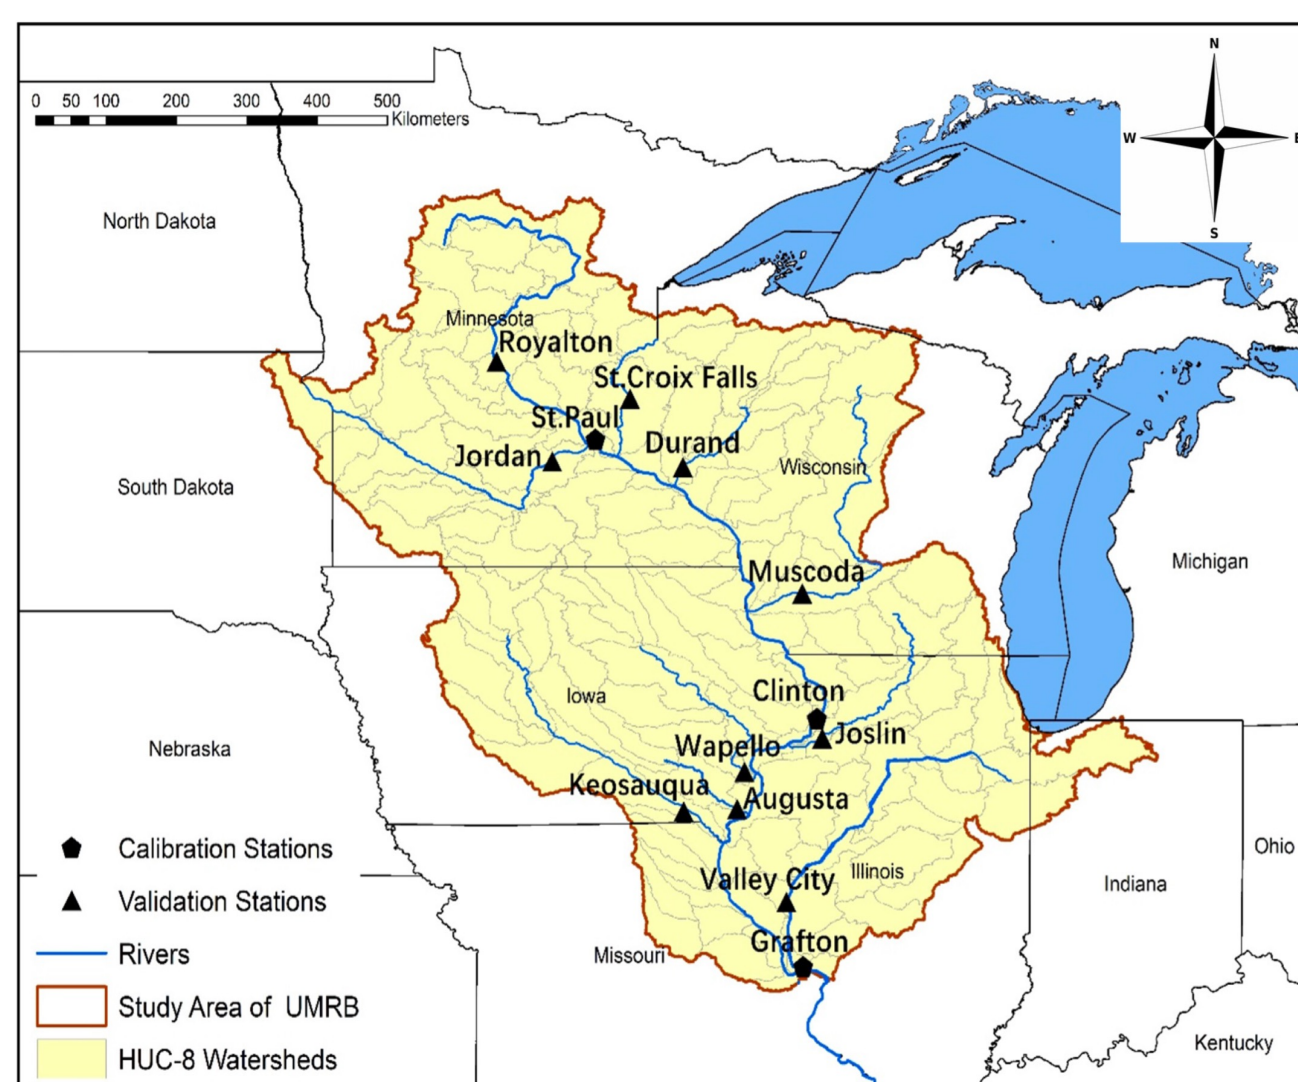 N
W
E
S
0 50 100 200 300 400 500
Kilometers
North Dakota
Minnesota
Royalton
St.Croix Falls
St.Paul
Durand
Jordan
Wisconsin
South Dakota
Michigan
Muscoda
Clinton
Iowa
Joslin
Wapello
Nebraska
Keosauqua
Augusta
Calibration Stations
Ohio
Valley City
Illinois
Indiana
Validation Stations
Grafton
Rivers
Missouri
Study Area of UMRB
Kentucky
HUC-8 Watersheds